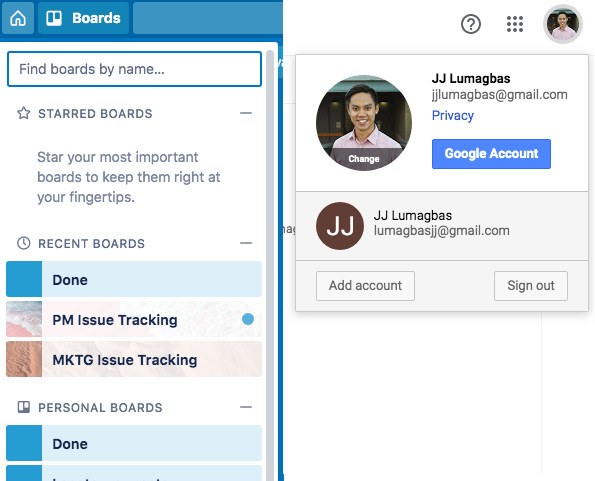 Boards
Find boards by name...
STARRED BOARDS
Star your most important
boards to keep them right at
your fingertips.
RECENT BOARDS
Done
PM Issue Tracking
MKTG Issue Tracking
PERSONAL BOARDS
Done
JJ Lumagbas
jjlumagbas@gmail.com
Privacy
Change
Google Account
JJ
JJ Lumagbas
lumagbasjj@gmail.com
Add account
Sign out